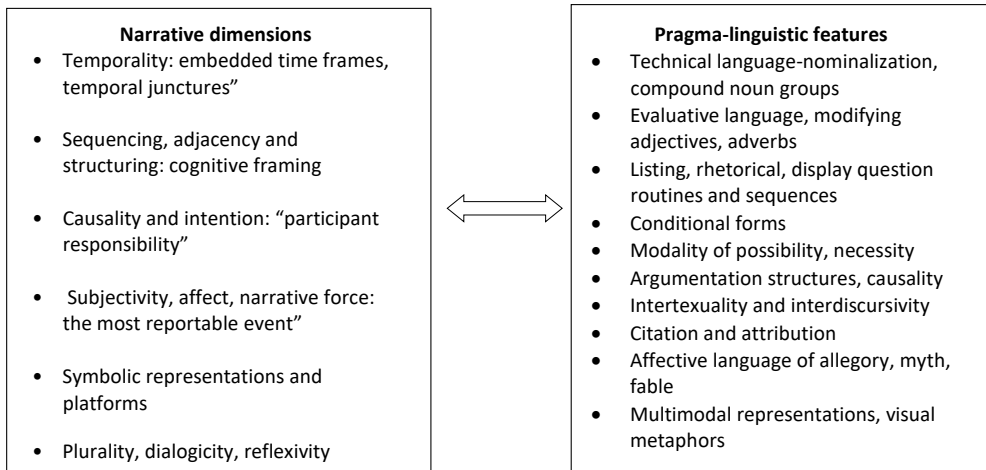 Narrative dimensions
• Temporality: embedded time frames,
temporal junctures”
• Sequencing, adjacency and
structuring: cognitive framing
• Causality and intention: “participant
responsibility”
• Subjectivity, affect, narrative force:
the most reportable event”
• Symbolic representations and
platforms
• Plurality, dialogicity, reflexivity
Pragma-linguistic features
• Technical language-nominalization,
compound noun groups
• Evaluative language, modifying
adjectives, adverbs
• Listing, rhetorical, display question
routines and sequences
• Conditional forms
• Modality of possibility, necessity
• Argumentation structures, causality
• Intertexuality and interdiscursivity
• Citation and attribution
• Affective language of allegory, myth,
fable
• Multimodal representations, visual
metaphors